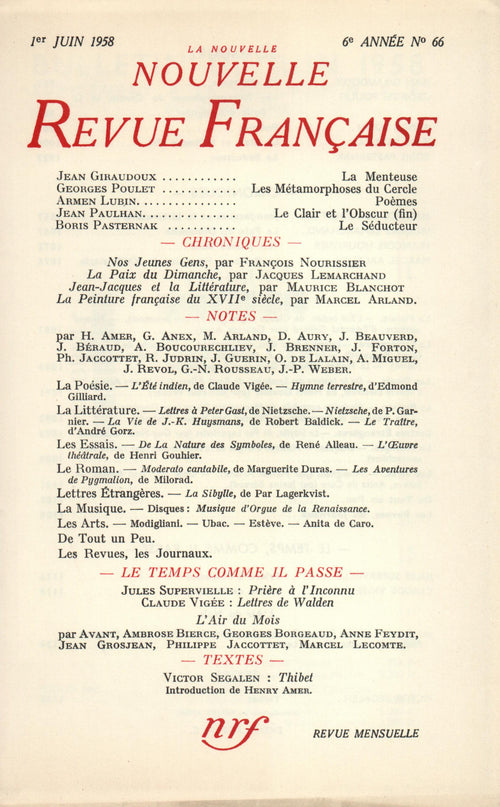 1er JUIN 1958 6e ANNÉE No 66
LA NOUVELLE
NOUVELLE
REVUE FRANÇAISE
JEAN GIRAUDOUX ............ La Menteuse
GEORGES POULET ............ Les Métamorphoses du Cercle
ARMEN LUBIN. .............. Poèmes
JEAN PAULHAN. ............. Le Clair et l'Obscur (fin)
BORIS PASTERNAK ........... Le Séducteur
— CHRONIQUES —
Nos Jeunes Gens, par FRANÇOIS NOURISSIER
La Paix du Dimanche, par JACQUES LEMARCHAND
Jean-Jacques et la Littérature, par MAURICE BLANCHOT
La Peinture française du XVIIe siècle, par MARCEL ARLAND.
— NOTES —
par H. AMER, G. ANEX, M. ARLAND, D. AURY, J. BEAUVERD,
J. BÉRAUD, A. BOUCOURECHLIEV, J. BRENNER, J. FORTON,
PH. JACCOTTET, R. JUDRIN, J. GUERIN, O. DE LALAIN, A. MIGUEL,
J. REVOL, G.-N. ROUSSEAU, J.-P. WEBER.
La Poésie. — L'Été indien, de Claude Vigée. — Hymne terrestre, d'Edmond
Gilliard.
La Littérature. — Lettres à Peter Gast, de Nietzsche. — Nietzsche, de P. Gar-
nier. — La Vie de J.-K. Huysmans, de Robert Baldick. — Le Traître,
d'André Gorz.
Les Essais. — De La Nature des Symboles, de René Alleau. — L'Œuvre
théâtrale, de Henri Gouhier.
Le Roman. — Moderato cantabile, de Marguerite Duras. — Les Aventures
de Pygmalion, de Milorad.
Lettres Étrangères. — La Sibylle, de Par Lagerkvist.
La Musique. — Disques : Musique d'Orgue de la Renaissance.
Les Arts. — Modigliani. — Ubac. — Estève. — Anita de Caro.
De Tout un Peu.
Les Revues, les Journaux.
— LE TEMPS COMME IL PASSE —
JULES SUPERVIELLE : Prière à l'Inconnu
CLAUDE VIGÉE : Lettres de Walden
L'Air du Mois
par AVANT, AMBROSE BIERCE, GEORGES BORGEAUD, ANNE FEYDIT,
JEAN GROSJEAN, PHILIPPE JACCOTTET, MARCEL LECOMTE.
— TEXTES —
VICTOR SEGALEN : Thibet
Introduction de HENRY AMER.
nrf REVUE MENSUELLE